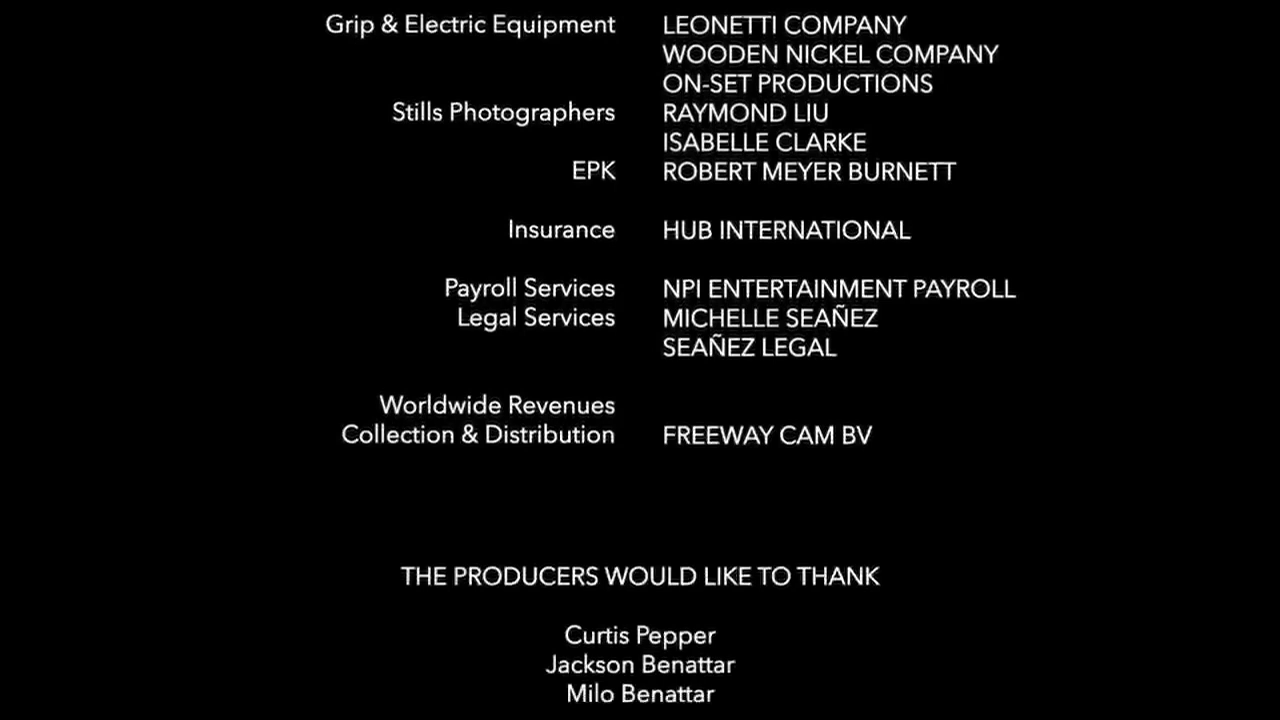 Grip & Electric Equipment LEONETTI COMPANY
WOODEN NICKEL COMPANY
ON-SET PRODUCTIONS
Stills Photographers RAYMOND LIU
ISABELLE CLARKE
EPK ROBERT MEYER BURNETT
Insurance HUB INTERNATIONAL
Payroll Services NPI ENTERTAINMENT PAYROLL
Legal Services MICHELLE SEAÑEZ
SEAÑEZ LEGAL
Worldwide Revenues
Collection & Distribution FREEWAY CAM BV
THE PRODUCERS WOULD LIKE TO THANK
Curtis Pepper
Jackson Benattar
Milo Benattar